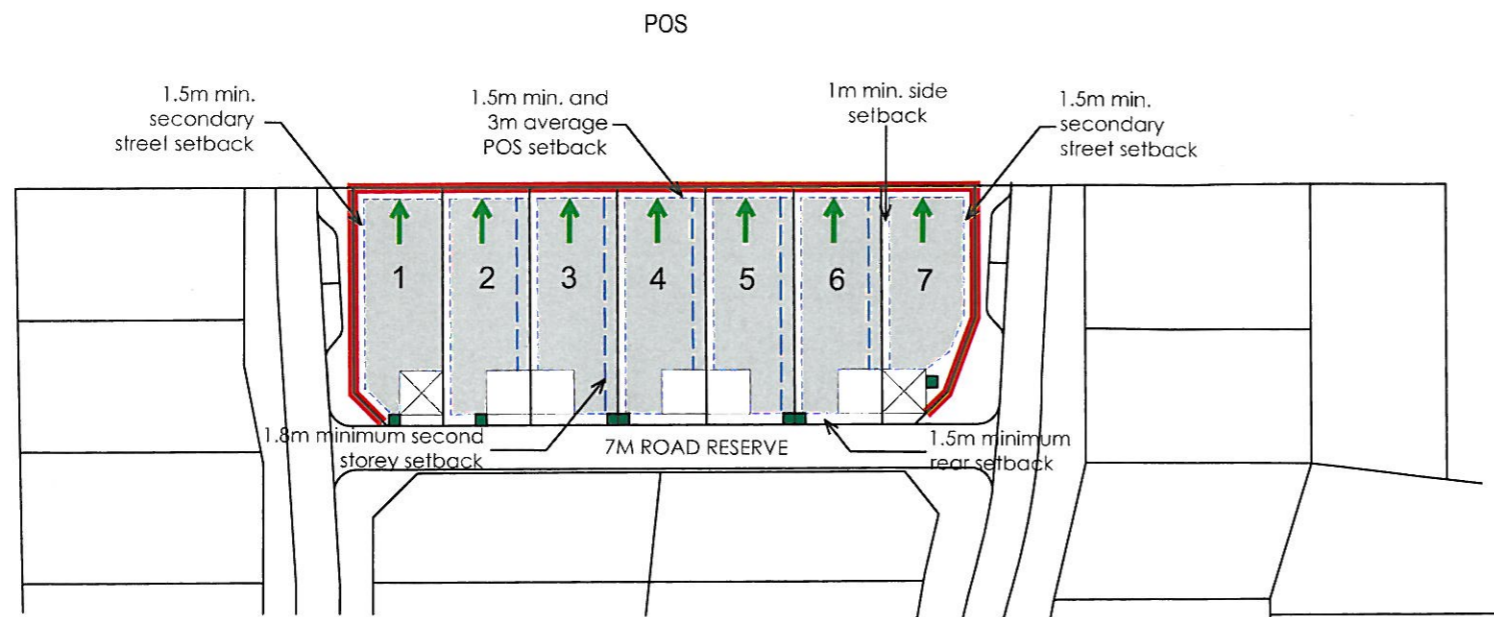 POS
1.5m min.
secondary
street setback
1.5m min. and
3m average
POS setback
1m min. side
setback
1.5m min.
secondary
street setback
1
2
3
4
5
6
7
1.8m minimum second
storey setback
7M ROAD RESERVE
1.5m minimum
rear setback